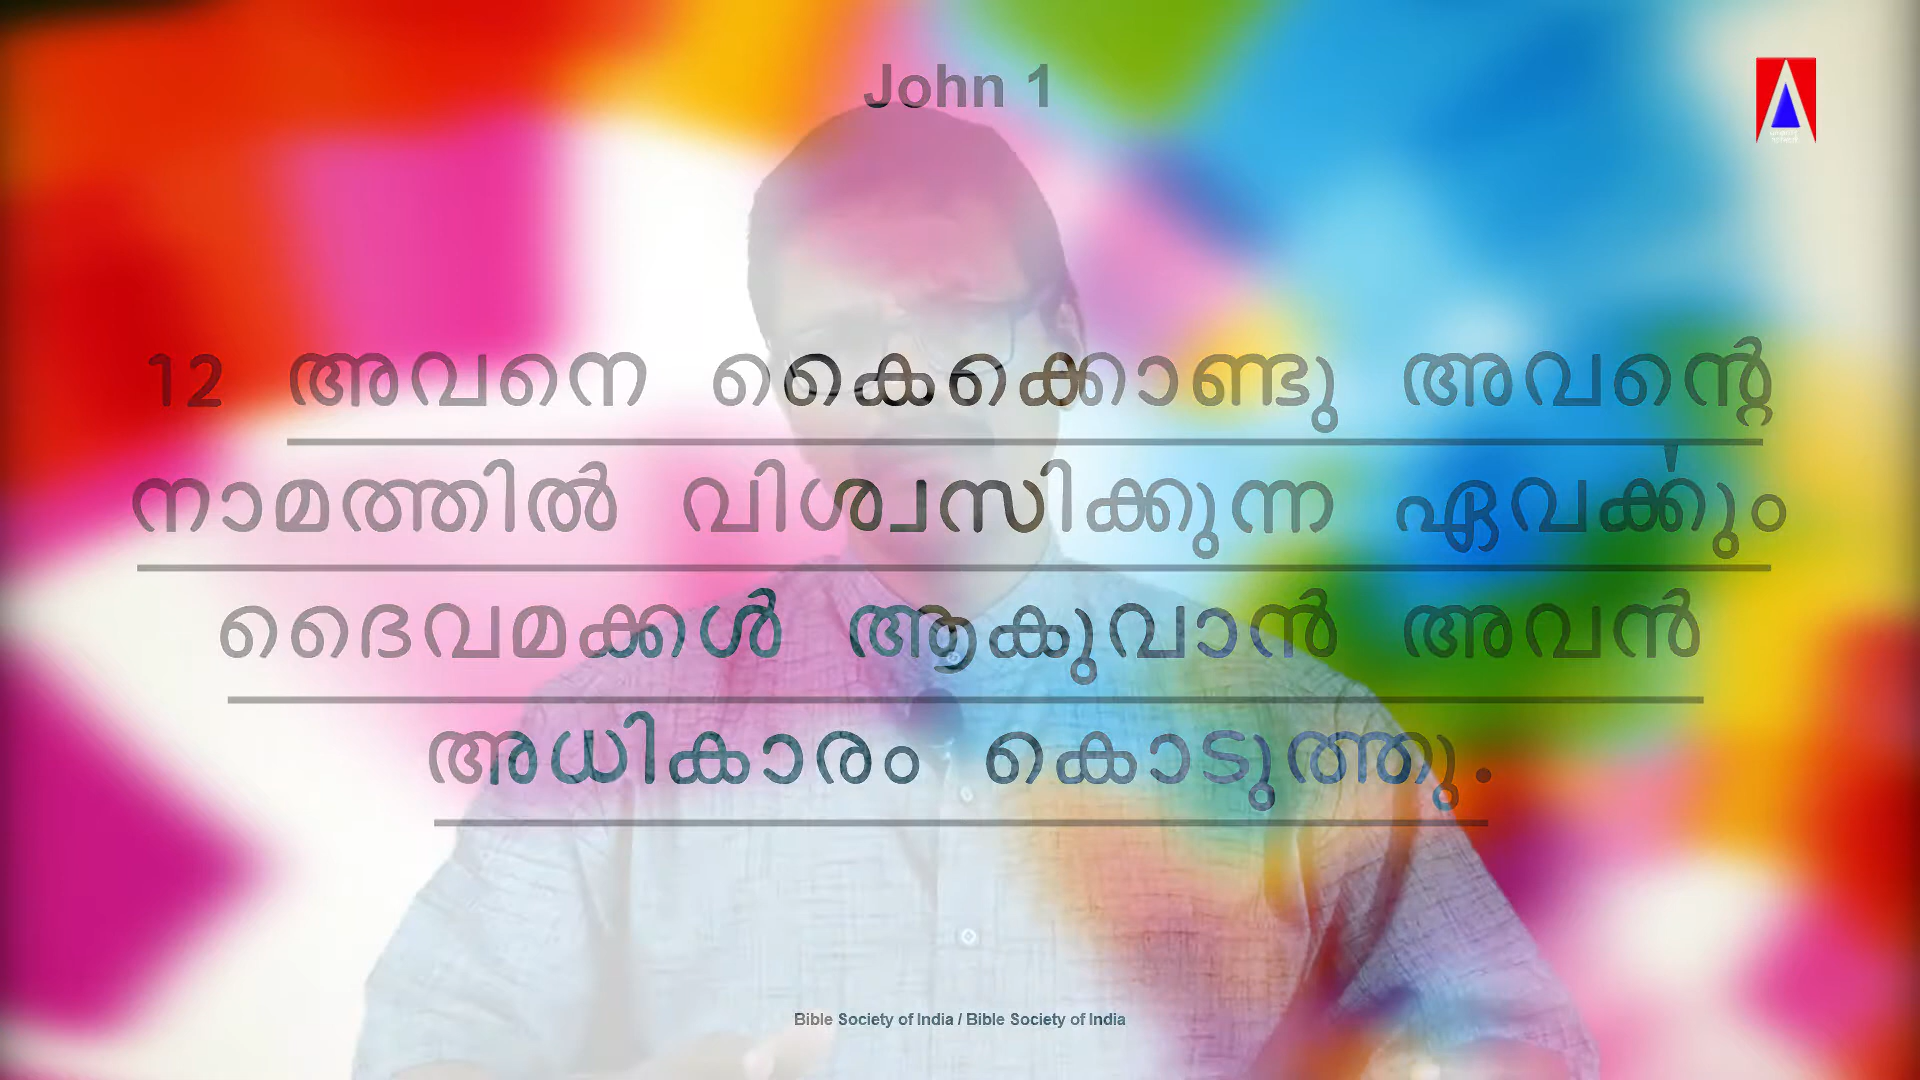 John 1
12 അവനെ കൈക്കൊണ്ടു അവന്റെ
നാമത്തിൽ വിശ്വസിക്കുന്ന ഏവൎക്കും
ദൈവമക്കൾ ആകുവാൻ അവൻ
അധികാരം കൊടുത്തു.
Bible Society of India / Bible Society of India